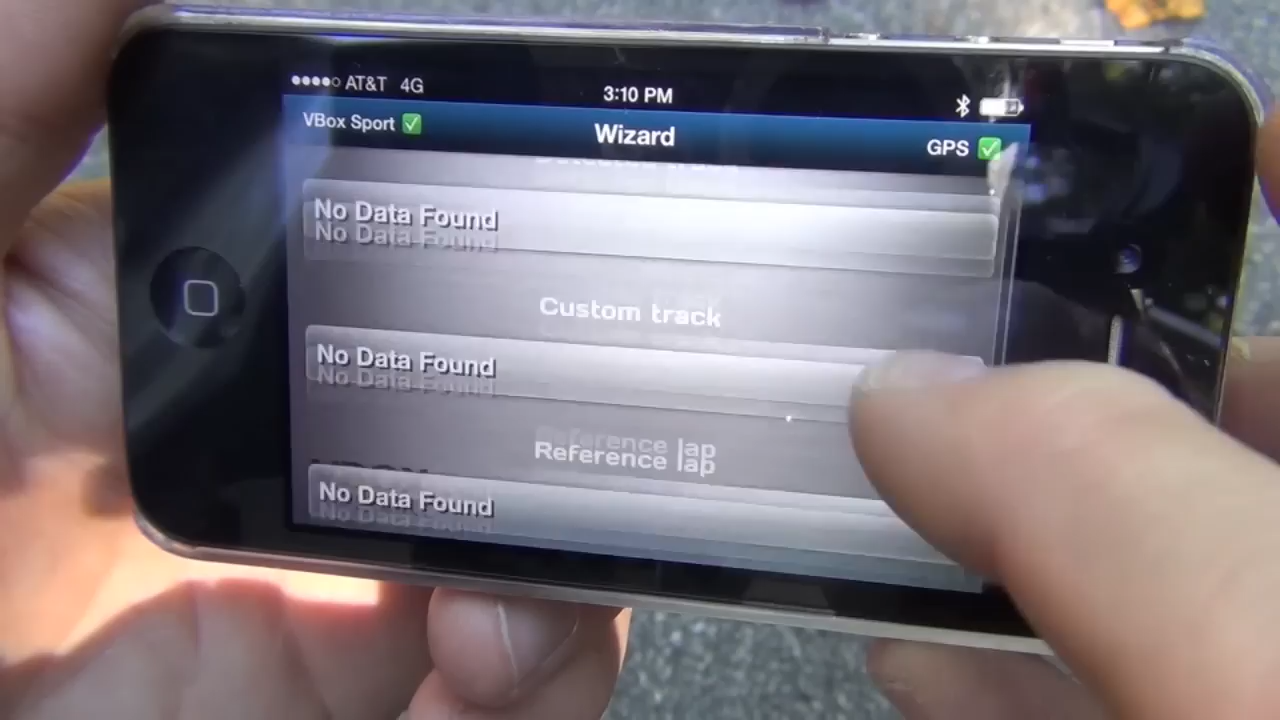 AT&T 4G 3:10 PM
VBox Sport Wizard GPS
No Data Found
Custom track
No Data Found
Reference lap
No Data Found